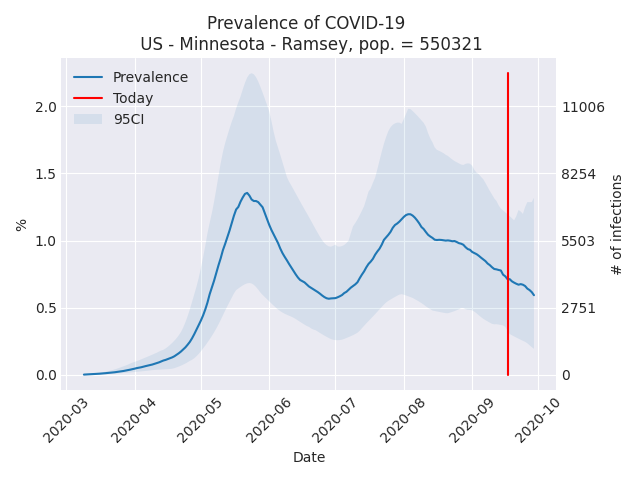 Prevalence of COVID-19
US - Minnesota - Ramsey, pop. = 550321
Prevalence
Today
95CI
2.0
1.5
1.0
0.5
0.0
%
11006
8254
5503
2751
0
# of infections
2020-03
2020-04
2020-05
2020-06
2020-07
2020-08
2020-09
2020-10
Date